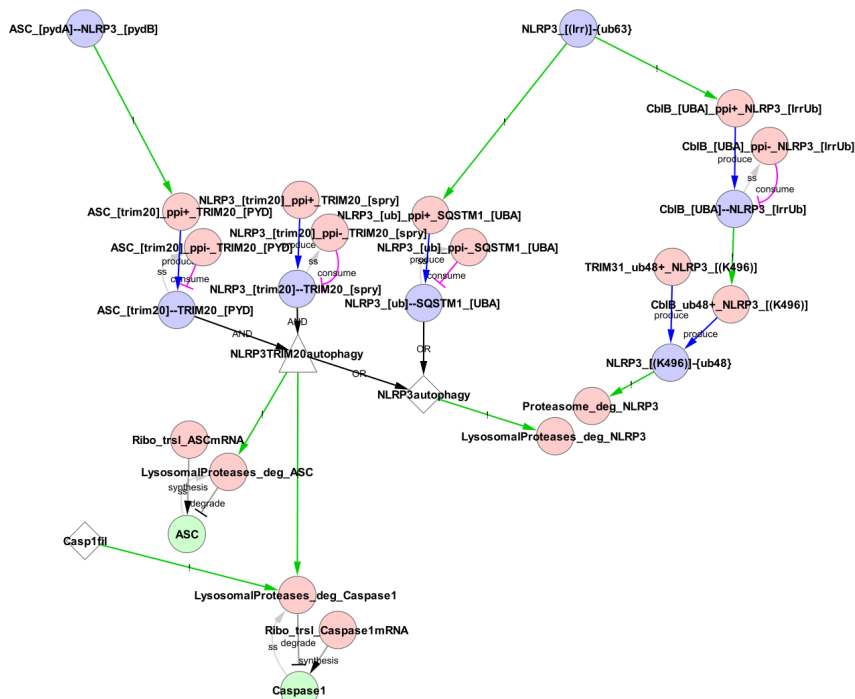 ASC_[pydA]--NLRP3_[pydB]
NLRP3_[(lrr)]-{ub63}
!
!
!
CblB_[UBA]_ppi+_NLRP3_[lrrUb]
CblB_[UBA]_ppi-_NLRP3_[lrrUb]
produce
ss
consume
CblB_[UBA]--NLRP3_[lrrUb]
NLRP3_[trim20]_ppi+_TRIM20_[spry]
ASC_[trim20]_ppi+_TRIM20_[PYD]
NLRP3_[ub]_ppi+_SQSTM1_[UBA]
NLRP3_[trim20]_ppi-_TRIM20_[spry]
ASC_[trim20]_ppi-_TRIM20_[PYD]
NLRP3_[ub]_ppi-_SQSTM1_[UBA]
produce
produce
produce
ss
ss
ss
consume
consume
consume
!
TRIM31_ub48+_NLRP3_[(K496)]
NLRP3_[trim20]--TRIM20_[spry]
ASC_[trim20]--TRIM20_[PYD]
NLRP3_[ub]--SQSTM1_[UBA]
CblB_ub48+_NLRP3_[(K496)]
produce
produce
AND
AND
OR
NLRP3TRIM20autophagy
NLRP3_[(K496)]-{ub48}
OR
!
NLRP3autophagy
Proteasome_deg_NLRP3
!
!
!
LysosomalProteases_deg_NLRP3
Ribo_trsl_ASCmRNA
LysosomalProteases_deg_ASC
synthesis
ss
degrade
ASC
Casp1fil
!
LysosomalProteases_deg_Caspase1
Ribo_trsl_Caspase1mRNA
degrade
ss
synthesis
Caspase1